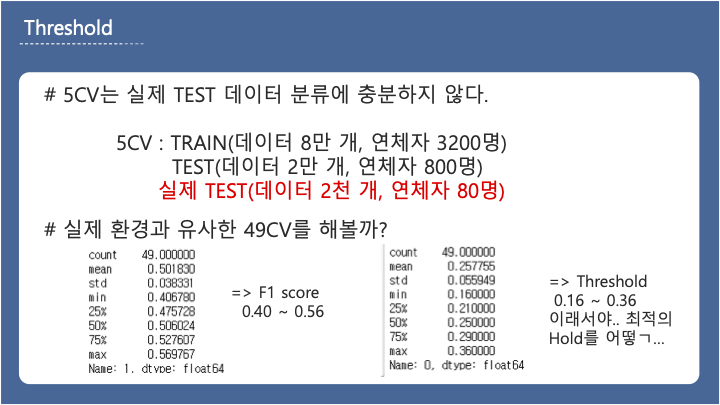 Threshold
# 5CV는 실제 TEST 데이터 분류에 충분하지 않다.
5CV : TRAIN(데이터 8만 개, 연체자 3200명)
TEST(데이터 2만 개, 연체자 800명)
실제 TEST(데이터 2천 개, 연체자 80명)
# 실제 환경과 유사한 49CV를 해볼까?
count 49.000000
mean 0.501830
std 0.038331
min 0.406780
25% 0.475728
50% 0.506024
75% 0.527607
max 0.569767
Name: 1, dtype: float64
=> F1 score
0.40 ~ 0.56
count 49.000000
mean 0.257755
std 0.055949
min 0.160000
25% 0.210000
50% 0.250000
75% 0.290000
max 0.360000
Name: 0, dtype: float64
=> Threshold
0.16 ~ 0.36
이래서야.. 최적의
Hold를 어떻ㄱ...